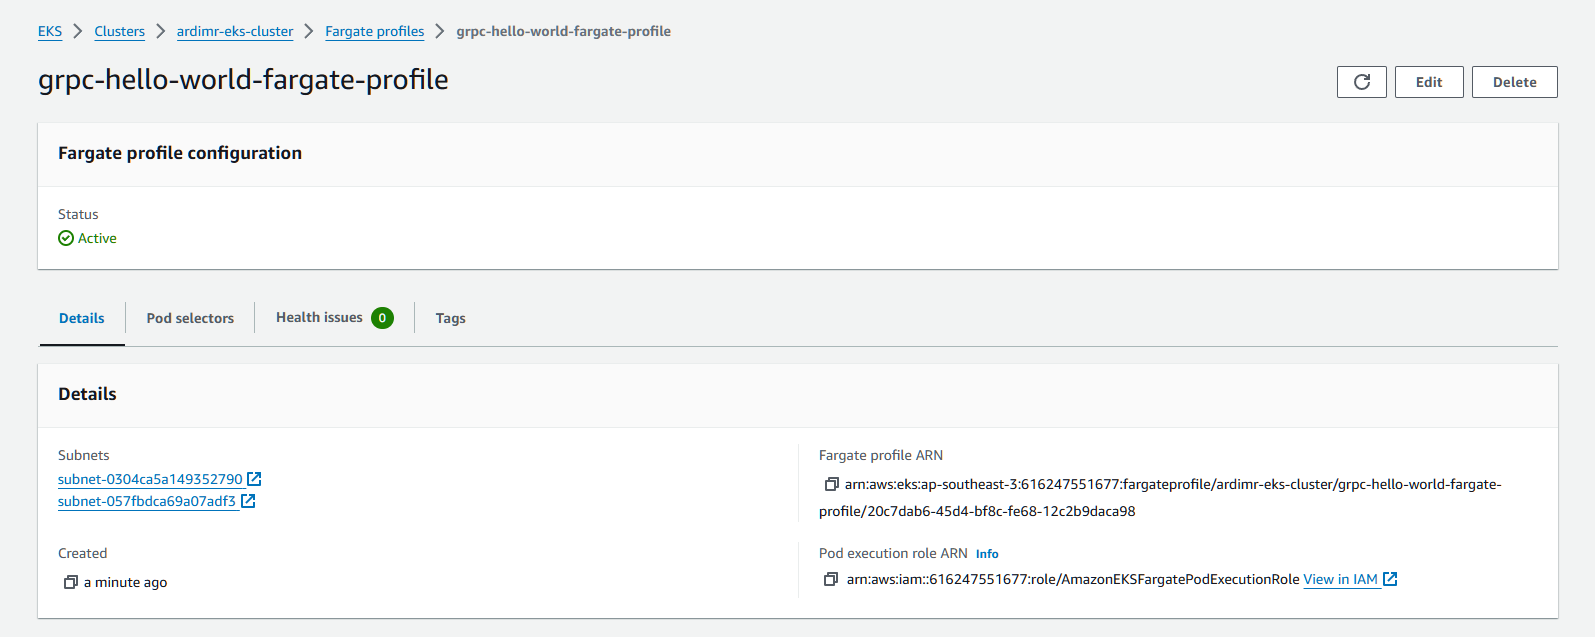 EKS > Clusters > ardimr-eks-cluster > Fargate profiles > grpc-hello-world-fargate-profile
grpc-hello-world-fargate-profile
Edit
Delete
Fargate profile configuration
Status
Active
Details
Pod selectors
Health issues 0
Tags
Details
Subnets
subnet-0304ca5a149352790
subnet-057fbdca69a07adf3
Created
a minute ago
Fargate profile ARN
arn:aws:eks:ap-southeast-3:616247551677:fargateprofile/ardimr-eks-cluster/grpc-hello-world-fargate-
profile/20c7dab6-45d4-bf8c-fe68-12c2b9daca98
Pod execution role ARN Info
arn:aws:iam::616247551677:role/AmazonEKSFargatePodExecutionRole View in IAM